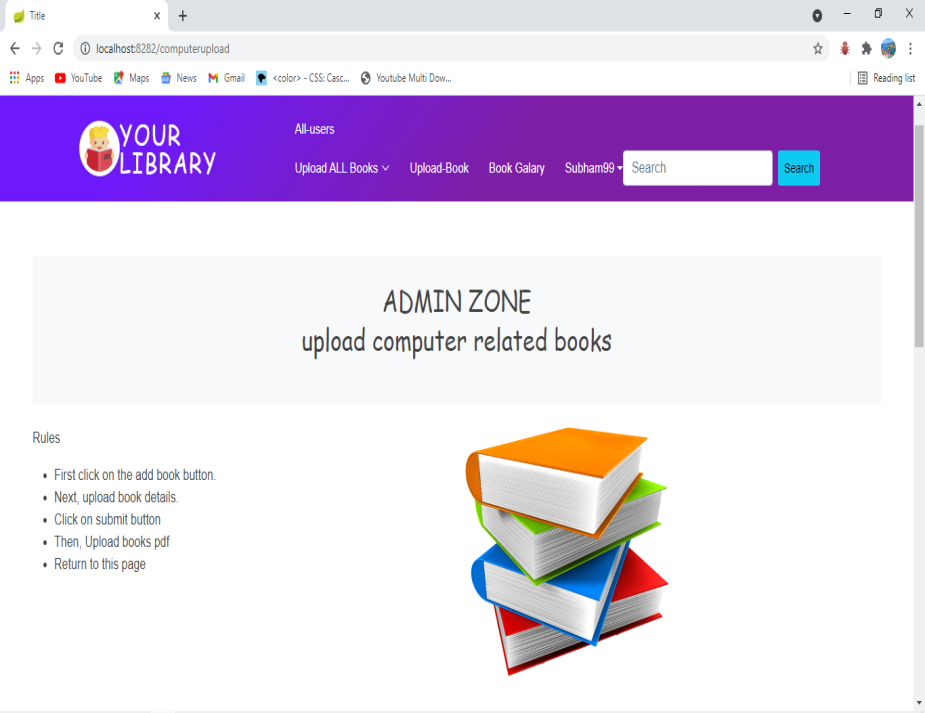 Title
localhost:8282/computerupload
Apps YouTube Maps News Gmail <color> - CSS: Casc... Youtube Multi Dow... Reading list
YOUR
LIBRARY
All-users
Upload ALL Books Upload-Book Book Galary Subham99 Search Search
ADMIN ZONE
upload computer related books
Rules
First click on the add book button.
Next, upload book details.
Click on submit button
Then, Upload books pdf
Return to this page